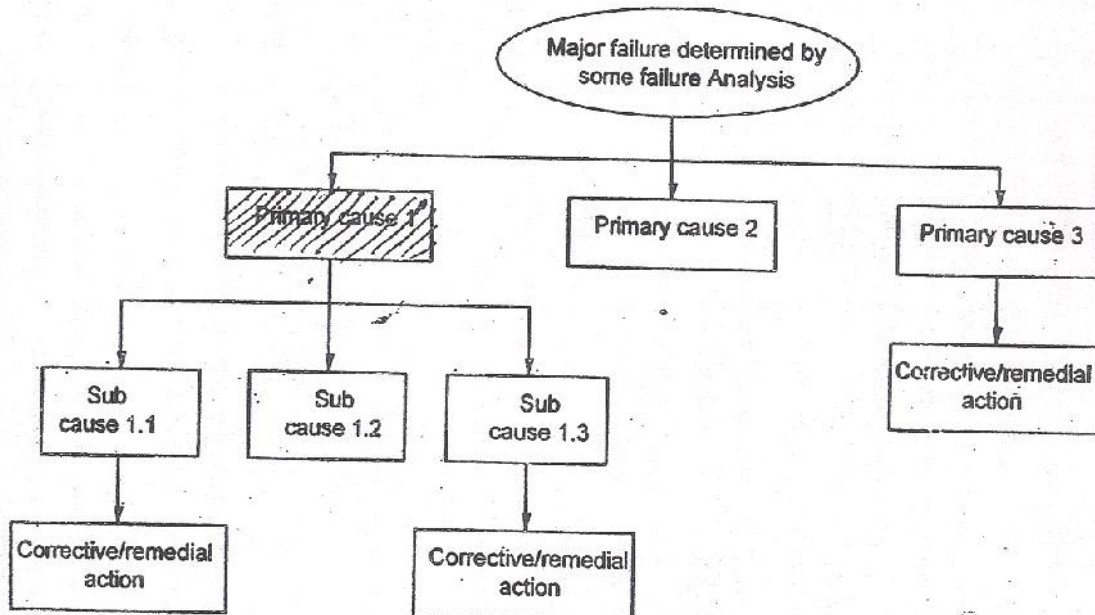 Major failure determined by
some failure Analysis
Primary cause 1
Primary cause 2
Primary cause 3
Sub
cause 1.1
Sub
cause 1.2
Sub
cause 1.3
Corrective/remedial
action
Corrective/remedial
action
Corrective/remedial
action